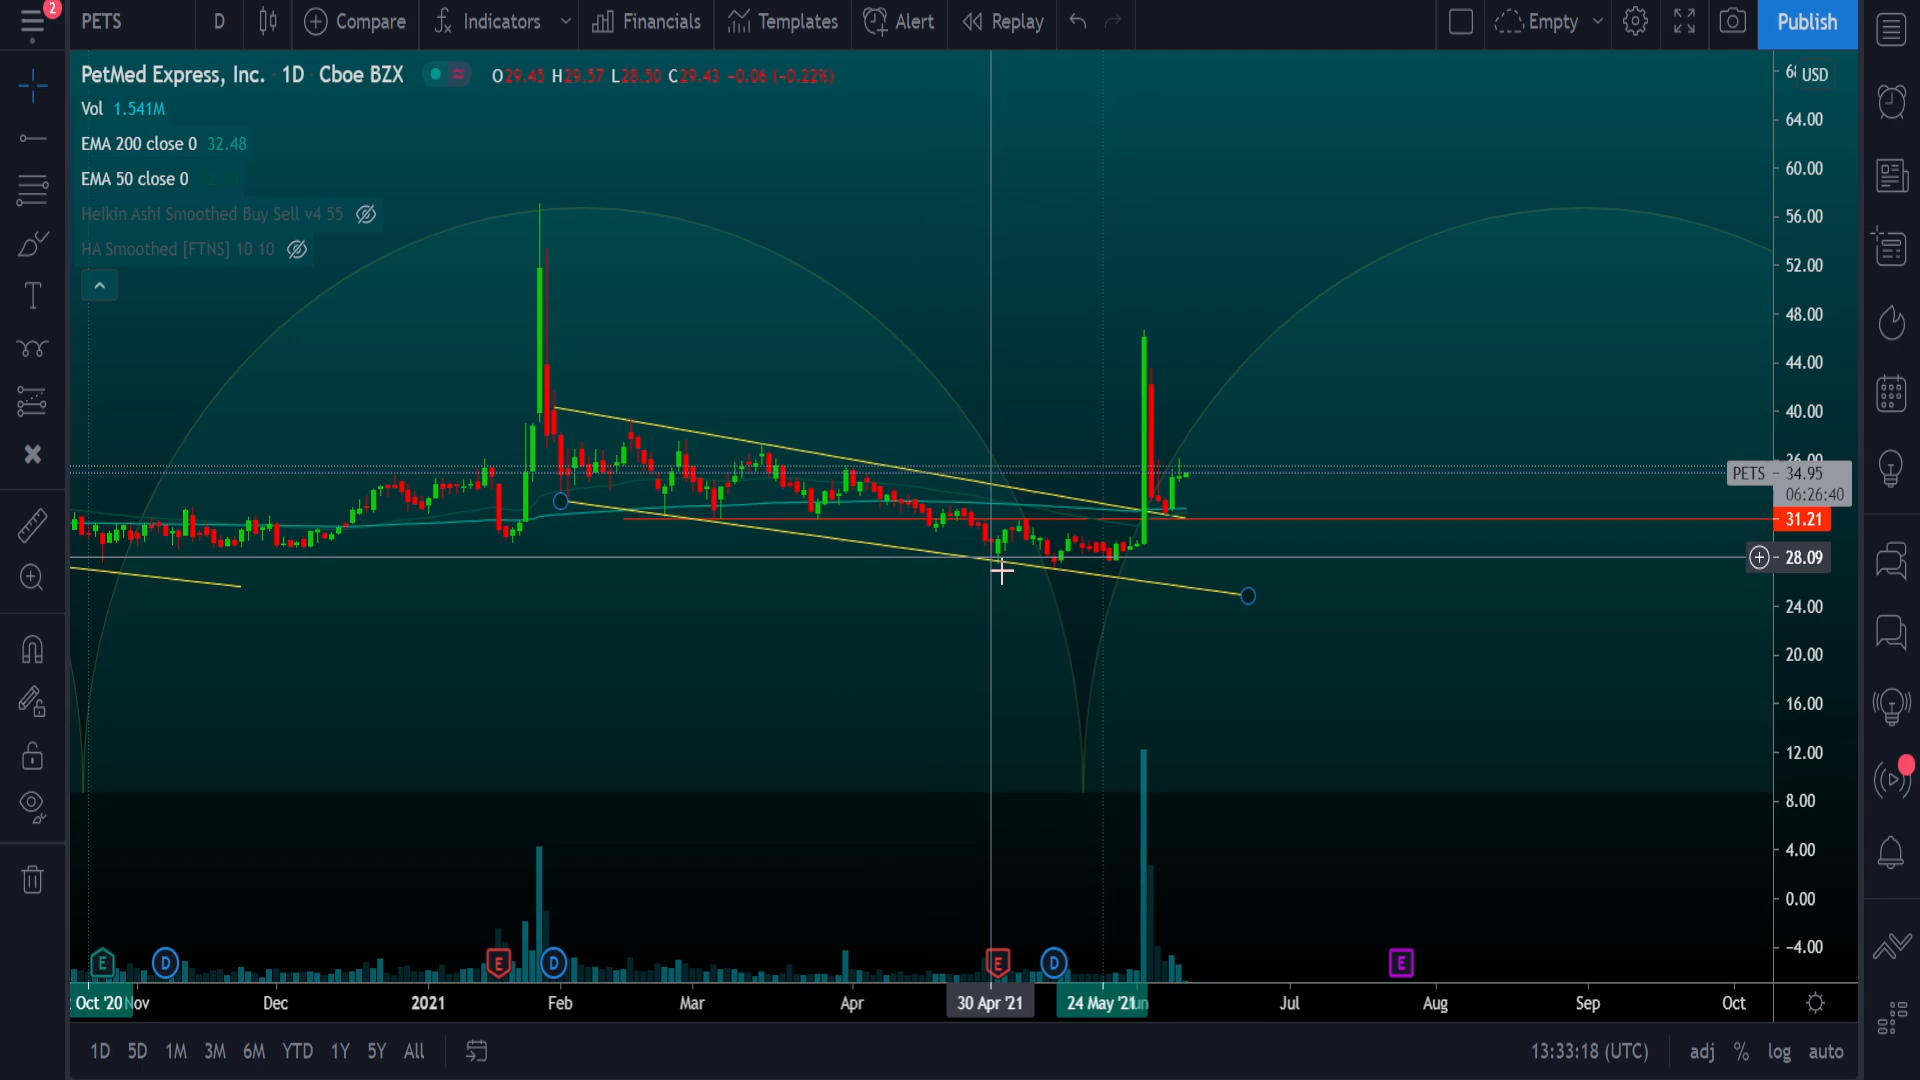 2
PETS D Compare Indicators Financials Templates Alert Replay Empty Publish
PetMed Express, Inc. 1D Cboe BZX O29.45 H29.57 L28.50 C29.43 −0.06 (−0.22%)
USD
Vol 1.541M
EMA 200 close 0 32.48
EMA 50 close 0
Heikin Ashi Smoothed Buy Sell v4 55
HA Smoothed [FTNS] 10 10
64.00
60.00
56.00
52.00
48.00
44.00
40.00
36.00
PETS 34.95
06:26:40
31.21
28.09
24.00
20.00
16.00
12.00
8.00
4.00
0.00
−4.00
E D E D E D E
Oct '20 Nov Dec 2021 Feb Mar Apr 30 Apr '21 24 May '21 Jul Aug Sep Oct
1D 5D 1M 3M 6M YTD 1Y 5Y All 13:33:18 (UTC) adj % log auto